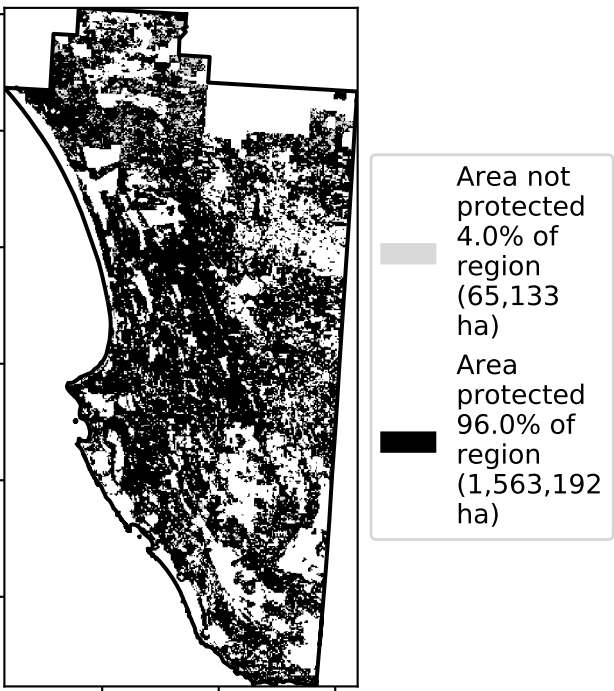 Area not
protected
4.0% of
region
(65,133
ha)
Area
protected
96.0% of
region
(1,563,192
ha)